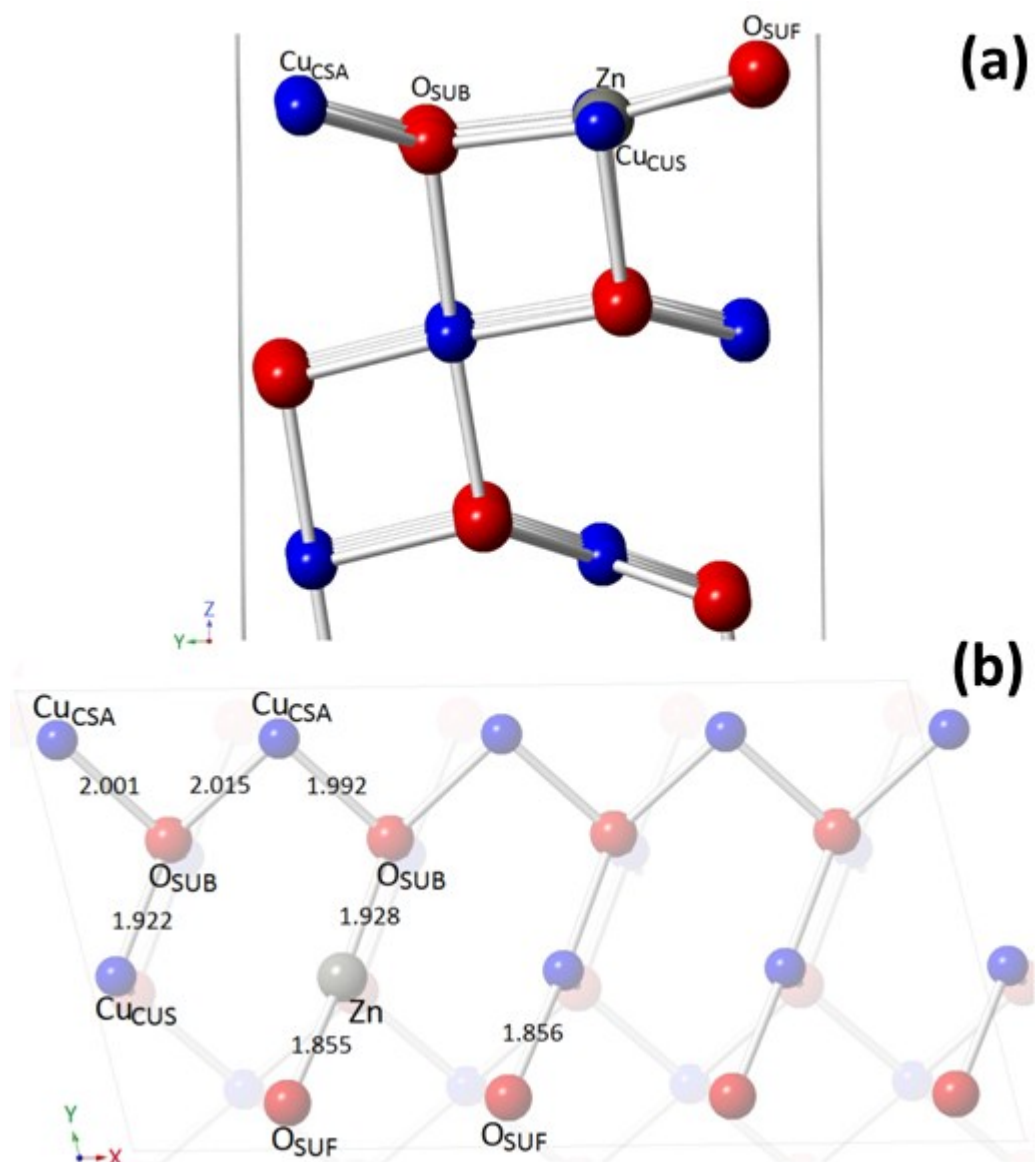 (a)
O_SUF
Cu_CSA
Zn
O_SUB
Cu_CUS
Z
Y
(b)
Cu_CSA Cu_CSA
2.001 2.015 1.992
O_SUB O_SUB
1.922 1.928
Cu_CUS Zn
1.855 1.856
O_SUF O_SUF
Y
X